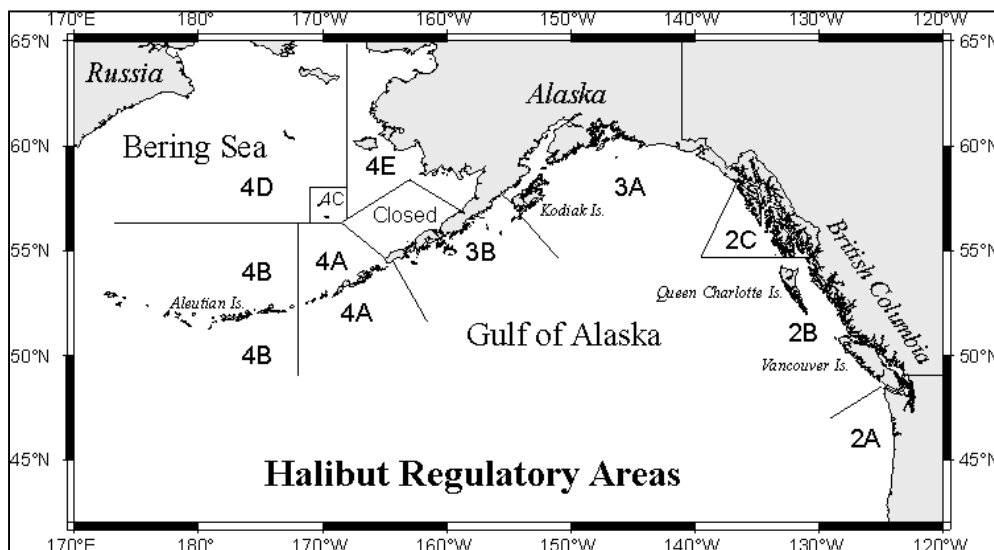 170°E 180° 170°W 160°W 150°W 140°W 130°W 120°W
65°N 65°N
Russia
Alaska
60°N 60°N
Bering Sea
4E
4D
4C
3A
Closed
Kodiak Is.
2C
3B
55°N 55°N
4B
4A
British Columbia
Queen Charlotte Is.
Aleutian Is.
4A
Gulf of Alaska
2B
50°N 50°N
4B
Vancouver Is.
2A
45°N 45°N
Halibut Regulatory Areas
170°E 180° 170°W 160°W 150°W 140°W 130°W 120°W